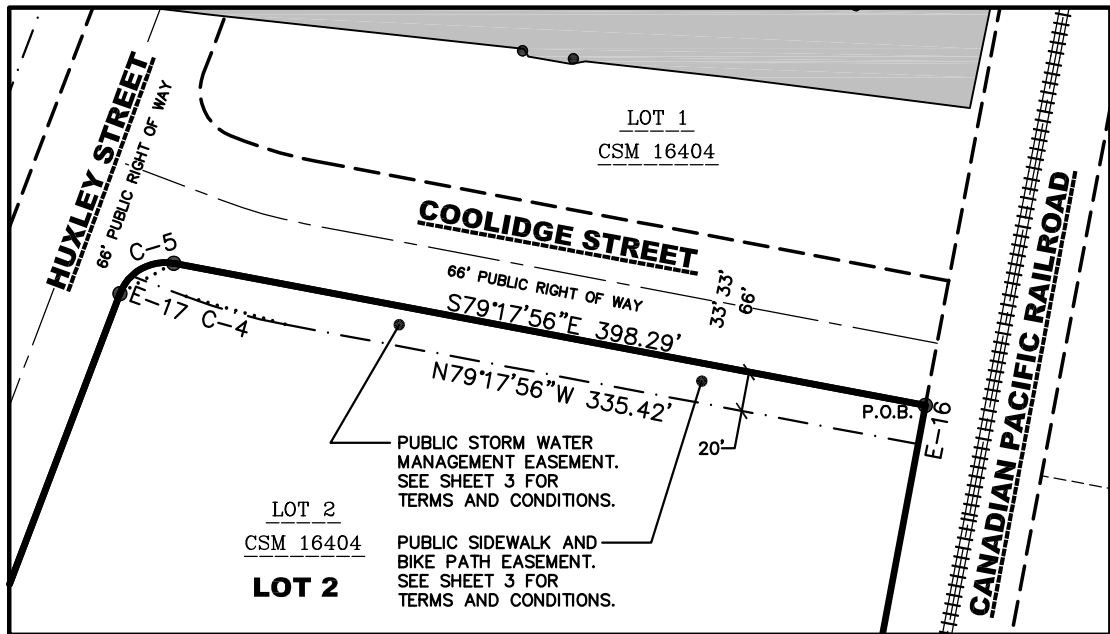 LOT 1
CSM 16404
HUXLEY STREET
66' PUBLIC RIGHT OF WAY
COOLIDGE STREET
66' PUBLIC RIGHT OF WAY
33' 33'
66'
CANADIAN PACIFIC RAILROAD
C-5
E-17 C-4
S79°17'56"E 398.29'
N79°17'56"W 335.42'
P.O.B.
E-16
20'
PUBLIC STORM WATER
MANAGEMENT EASEMENT.
SEE SHEET 3 FOR
TERMS AND CONDITIONS.
LOT 2
CSM 16404
LOT 2
PUBLIC SIDEWALK AND
BIKE PATH EASEMENT.
SEE SHEET 3 FOR
TERMS AND CONDITIONS.